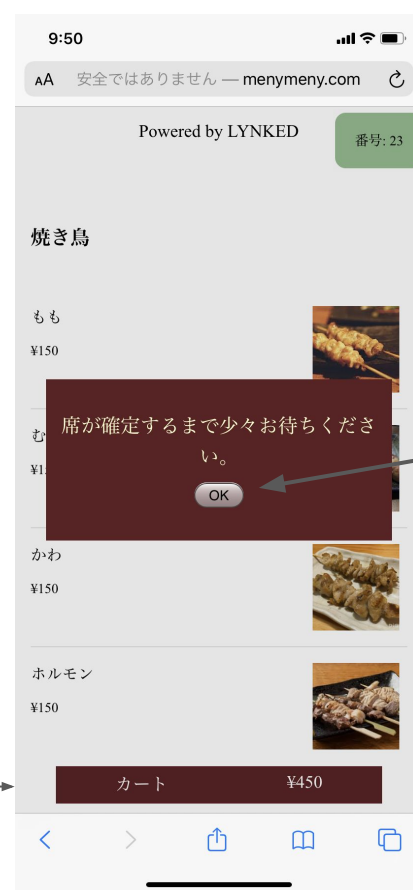 9:50
AA 安全ではありません — menymeny.com
Powered by LYNKED
番号: 23
焼き鳥
もも
¥150
む
席が確定するまで少々お待ちくださ
い。
OK
かわ
¥150
ホルモン
¥150
カート ¥450